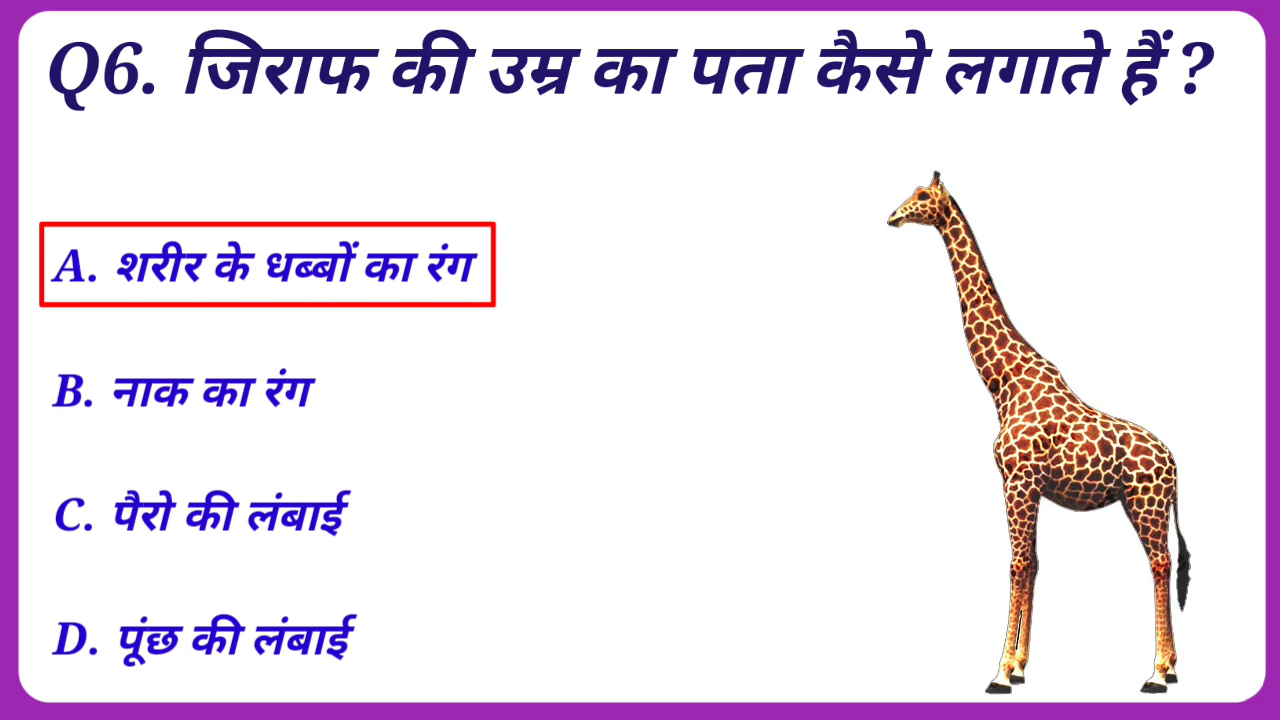 Q6. जिराफ की उम्र का पता कैसे लगाते हैं ?
A. शरीर के धब्बों का रंग
B. नाक का रंग
C. पैरो की लंबाई
D. पूंछ की लंबाई